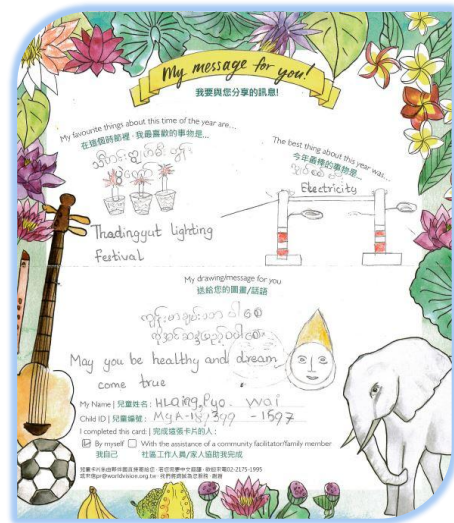 My message for you!
我要與您分享的訊息!
My favourite things about this time of the year are...
在這個時節裡,我最喜歡的事物是...
Thadingyut lighting
Festival
The best thing about this year was...
今年最棒的事物是...
Electricity
My drawing/message for you
送給您的圖畫/話語
May you be healthy and dream
come true
My Name | 兒童姓名: Hlaing Pyo Wai
Child ID | 兒童編號: -1597
I completed this card: | 完成這張卡片的人:
By myself
With the assistance of a community facilitator/family member
我自己
社區工作人員/家人協助我完成